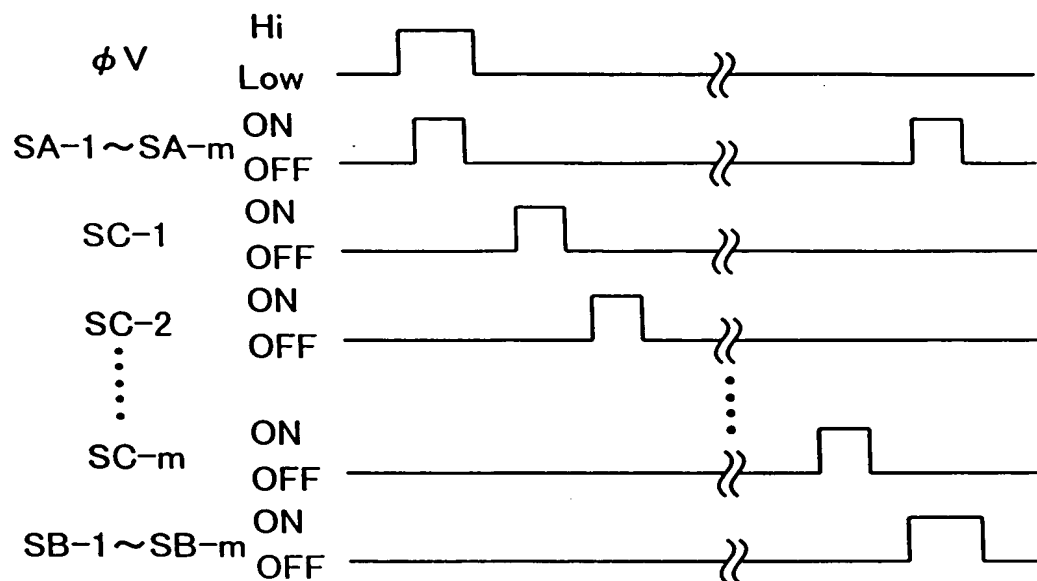 φV Hi
Low
SA-1～SA-m ON
OFF
SC-1 ON
OFF
SC-2 ON
OFF
SC-m ON
OFF
SB-1～SB-m ON
OFF